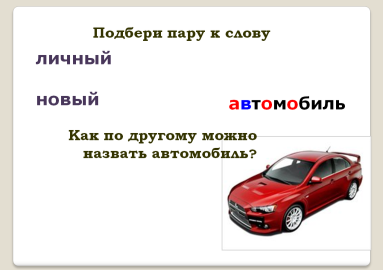 Подбери пару к слову
личный
новый
автомобиль
Как по другому можно
назвать автомобиль?